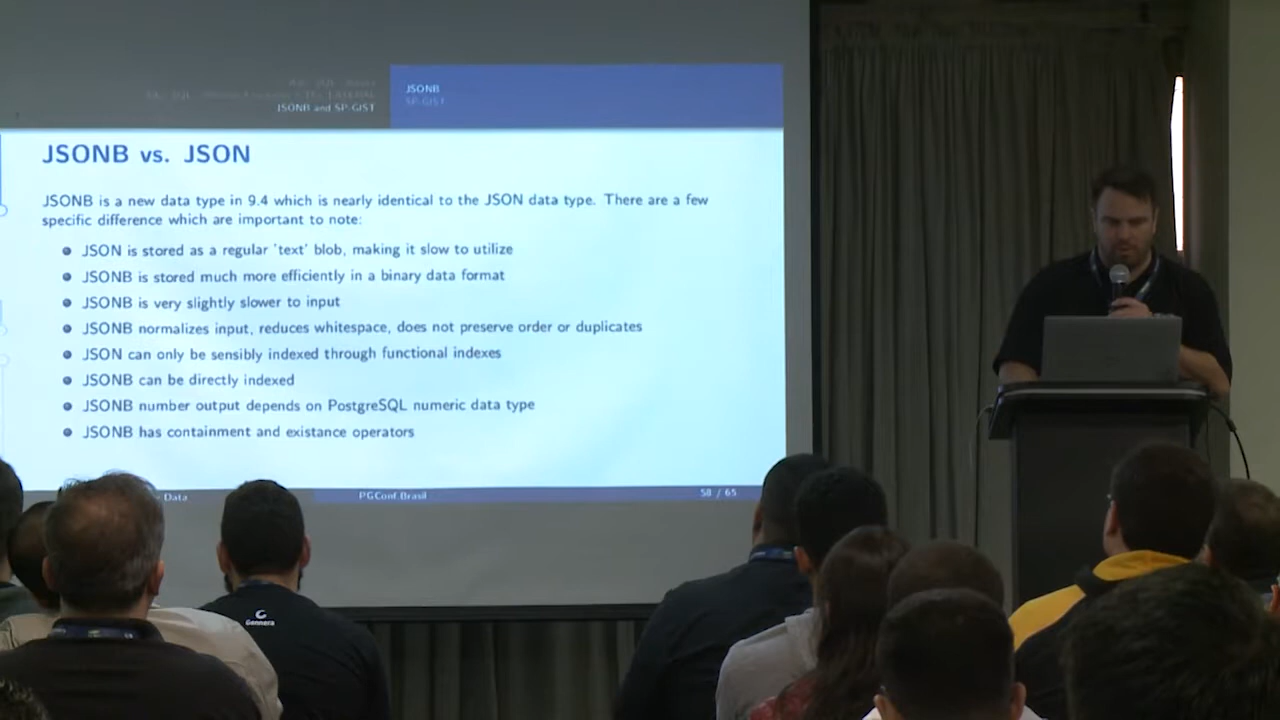 JSONB and SP-GIST
JSONB
SP-GIST
JSONB vs. JSON
JSONB is a new data type in 9.4 which is nearly identical to the JSON data type. There are a few
specific difference which are important to note:
JSON is stored as a regular 'text' blob, making it slow to utilize
JSONB is stored much more efficiently in a binary data format
JSONB is very slightly slower to input
JSONB normalizes input, reduces whitespace, does not preserve order or duplicates
JSON can only be sensibly indexed through functional indexes
JSONB can be directly indexed
JSONB number output depends on PostgreSQL numeric data type
JSONB has containment and existance operators
- Data
PGConf.Brasil
58 / 65
Gennera